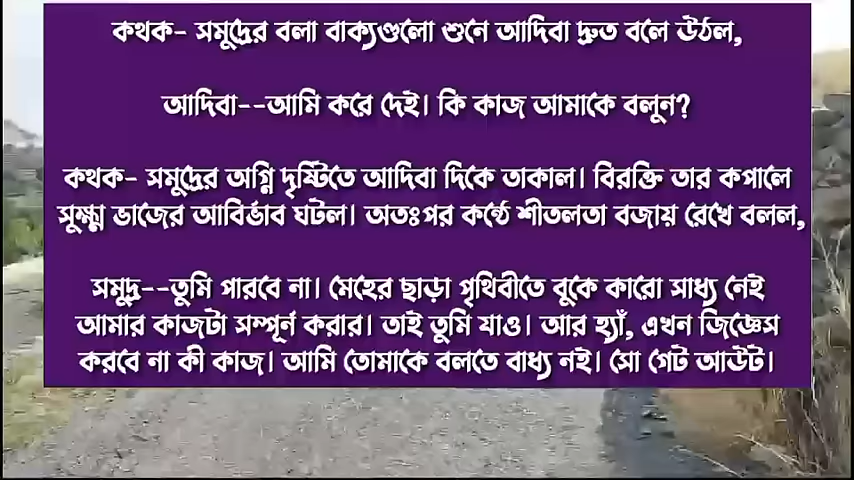 কথক- সমুদ্রের বলা বাক্যগুলো শুনে আদিবা দ্রুত বলে উঠল,
আদিবা--আমি করে দেই। কি কাজ আমাকে বলুন?
কথক- সমুদ্রের অগ্নি দৃষ্টিতে আদিবা দিকে তাকাল। বিরক্তি তার কপালে
সুক্ষ্ম ভাজের আবির্ভাব ঘটল। অতঃপর কন্ঠে শীতলতা বজায় রেখে বলল,
সমুদ্র--তুমি পারবে না। মেহের ছাড়া পৃথিবীতে বুকে কারো সাধ্য নেই
আমার কাজটা সম্পূর্ন করার। তাই তুমি যাও। আর হ্যাঁ, এখন জিজ্ঞেস
করবে না কী কাজ। আমি তোমাকে বলতে বাধ্য নই। সো গেট আউট।